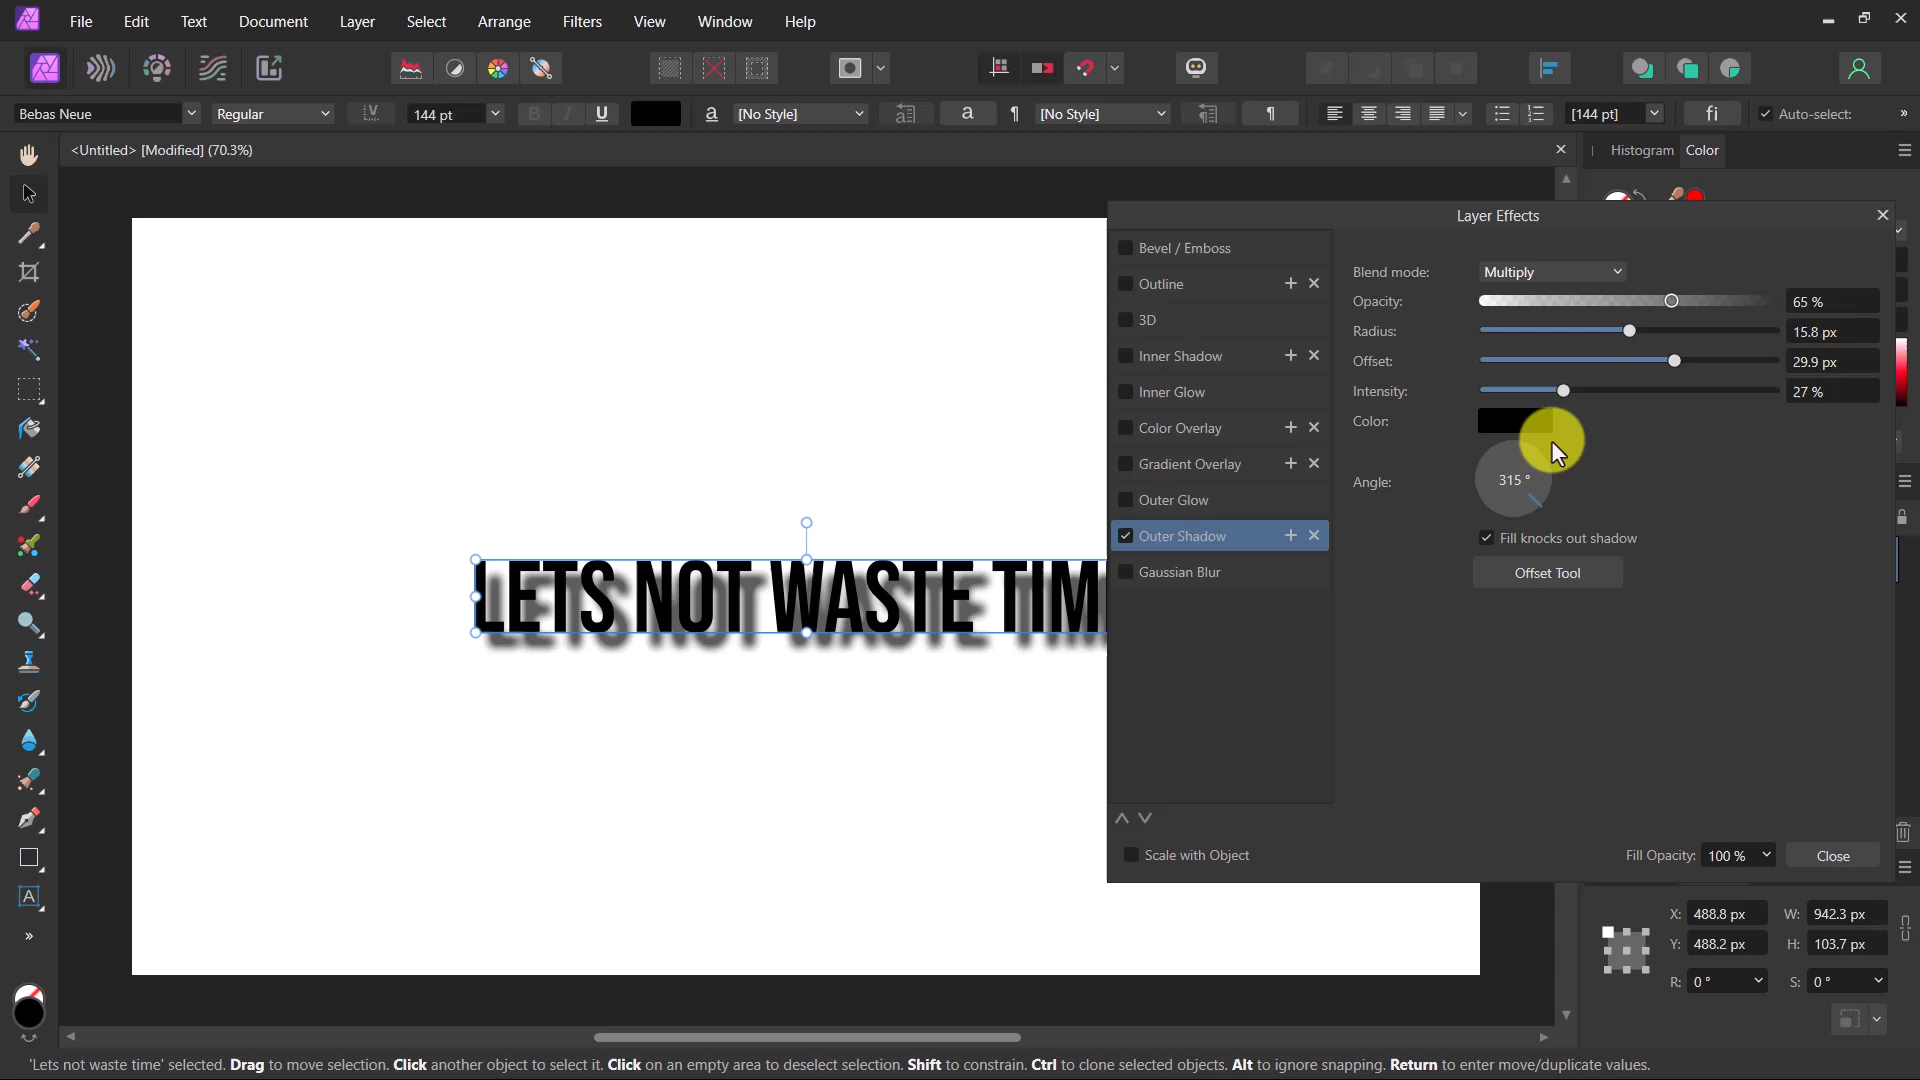 File Edit Text Document Layer Select Arrange Filters View Window Help
Bebas Neue Regular 144 pt B I U a [No Style] a ¶ [No Style] ¶ [144 pt] fi Auto-select: »
<Untitled> [Modified] (70.3%)
Histogram Color
Layer Effects
Bevel / Emboss
Outline
3D
Inner Shadow
Inner Glow
Color Overlay
Gradient Overlay
Outer Glow
Outer Shadow
Gaussian Blur
Blend mode: Multiply
Opacity: 65 %
Radius: 15.8 px
Offset: 29.9 px
Intensity: 27 %
Color:
Angle: 315 °
Fill knocks out shadow
Offset Tool
LETS NOT WASTE TIM
Scale with Object
Fill Opacity: 100 % Close
X: 488.8 px W: 942.3 px
Y: 488.2 px H: 103.7 px
R: 0 ° S: 0 °
'Lets not waste time' selected. Drag to move selection. Click another object to select it. Click on an empty area to deselect selection. Shift to constrain. Ctrl to clone selected objects. Alt to ignore snapping. Return to enter move/duplicate values.